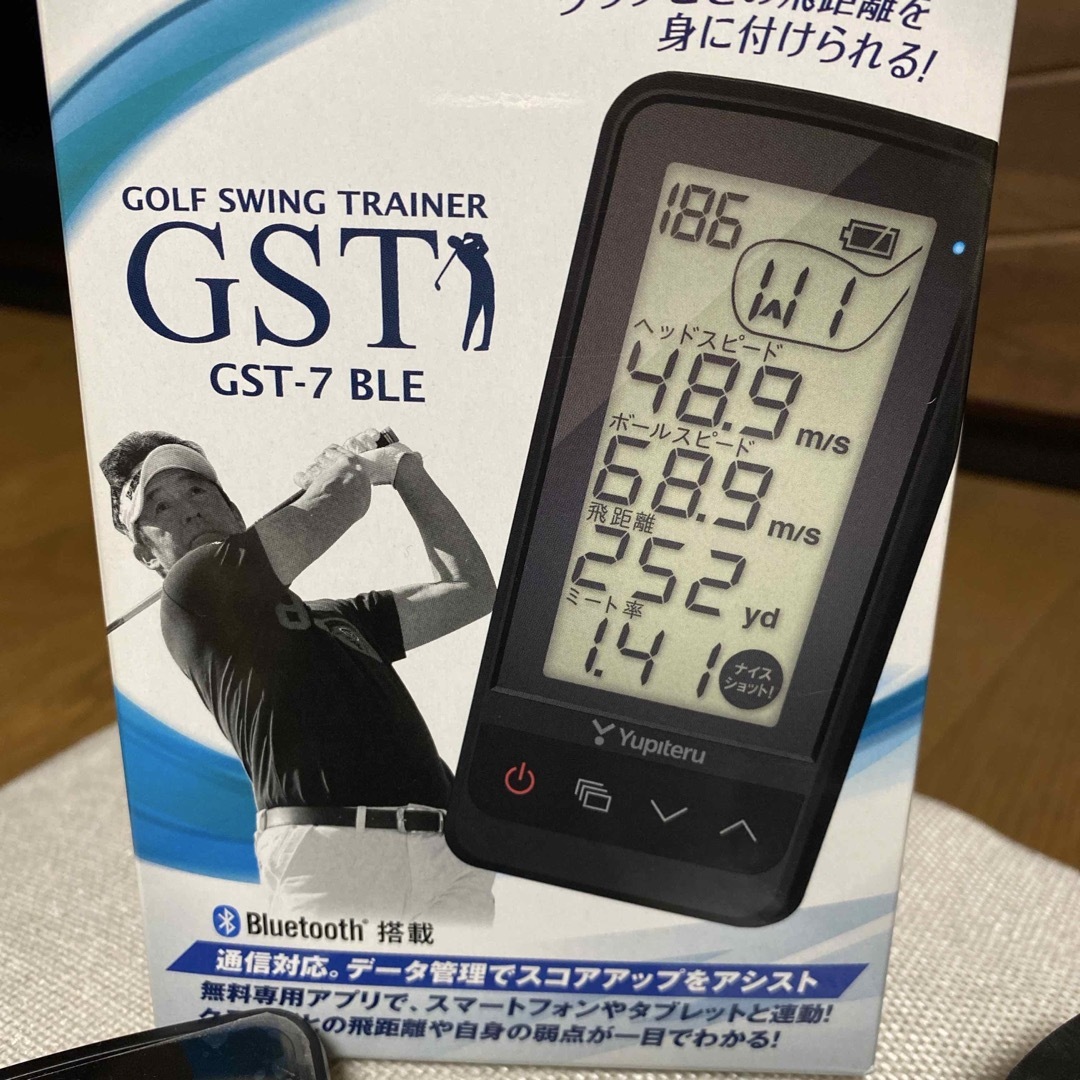 の飛距離を
身に付けられる!
GOLF SWING TRAINER
GST
GST-7 BLE
186
W1
ヘッドスピード
48.9 m/s
ボールスピード
68.9 m/s
飛距離
252 yd
ミート率
1.41
ナイス
ショット!
Yupiteru
Bluetooth® 搭載
通信対応。データ管理でスコアアップをアシスト
無料専用アプリで、スマートフォンやタブレットと連動!
の飛距離や自身の弱点が一目でわかる!